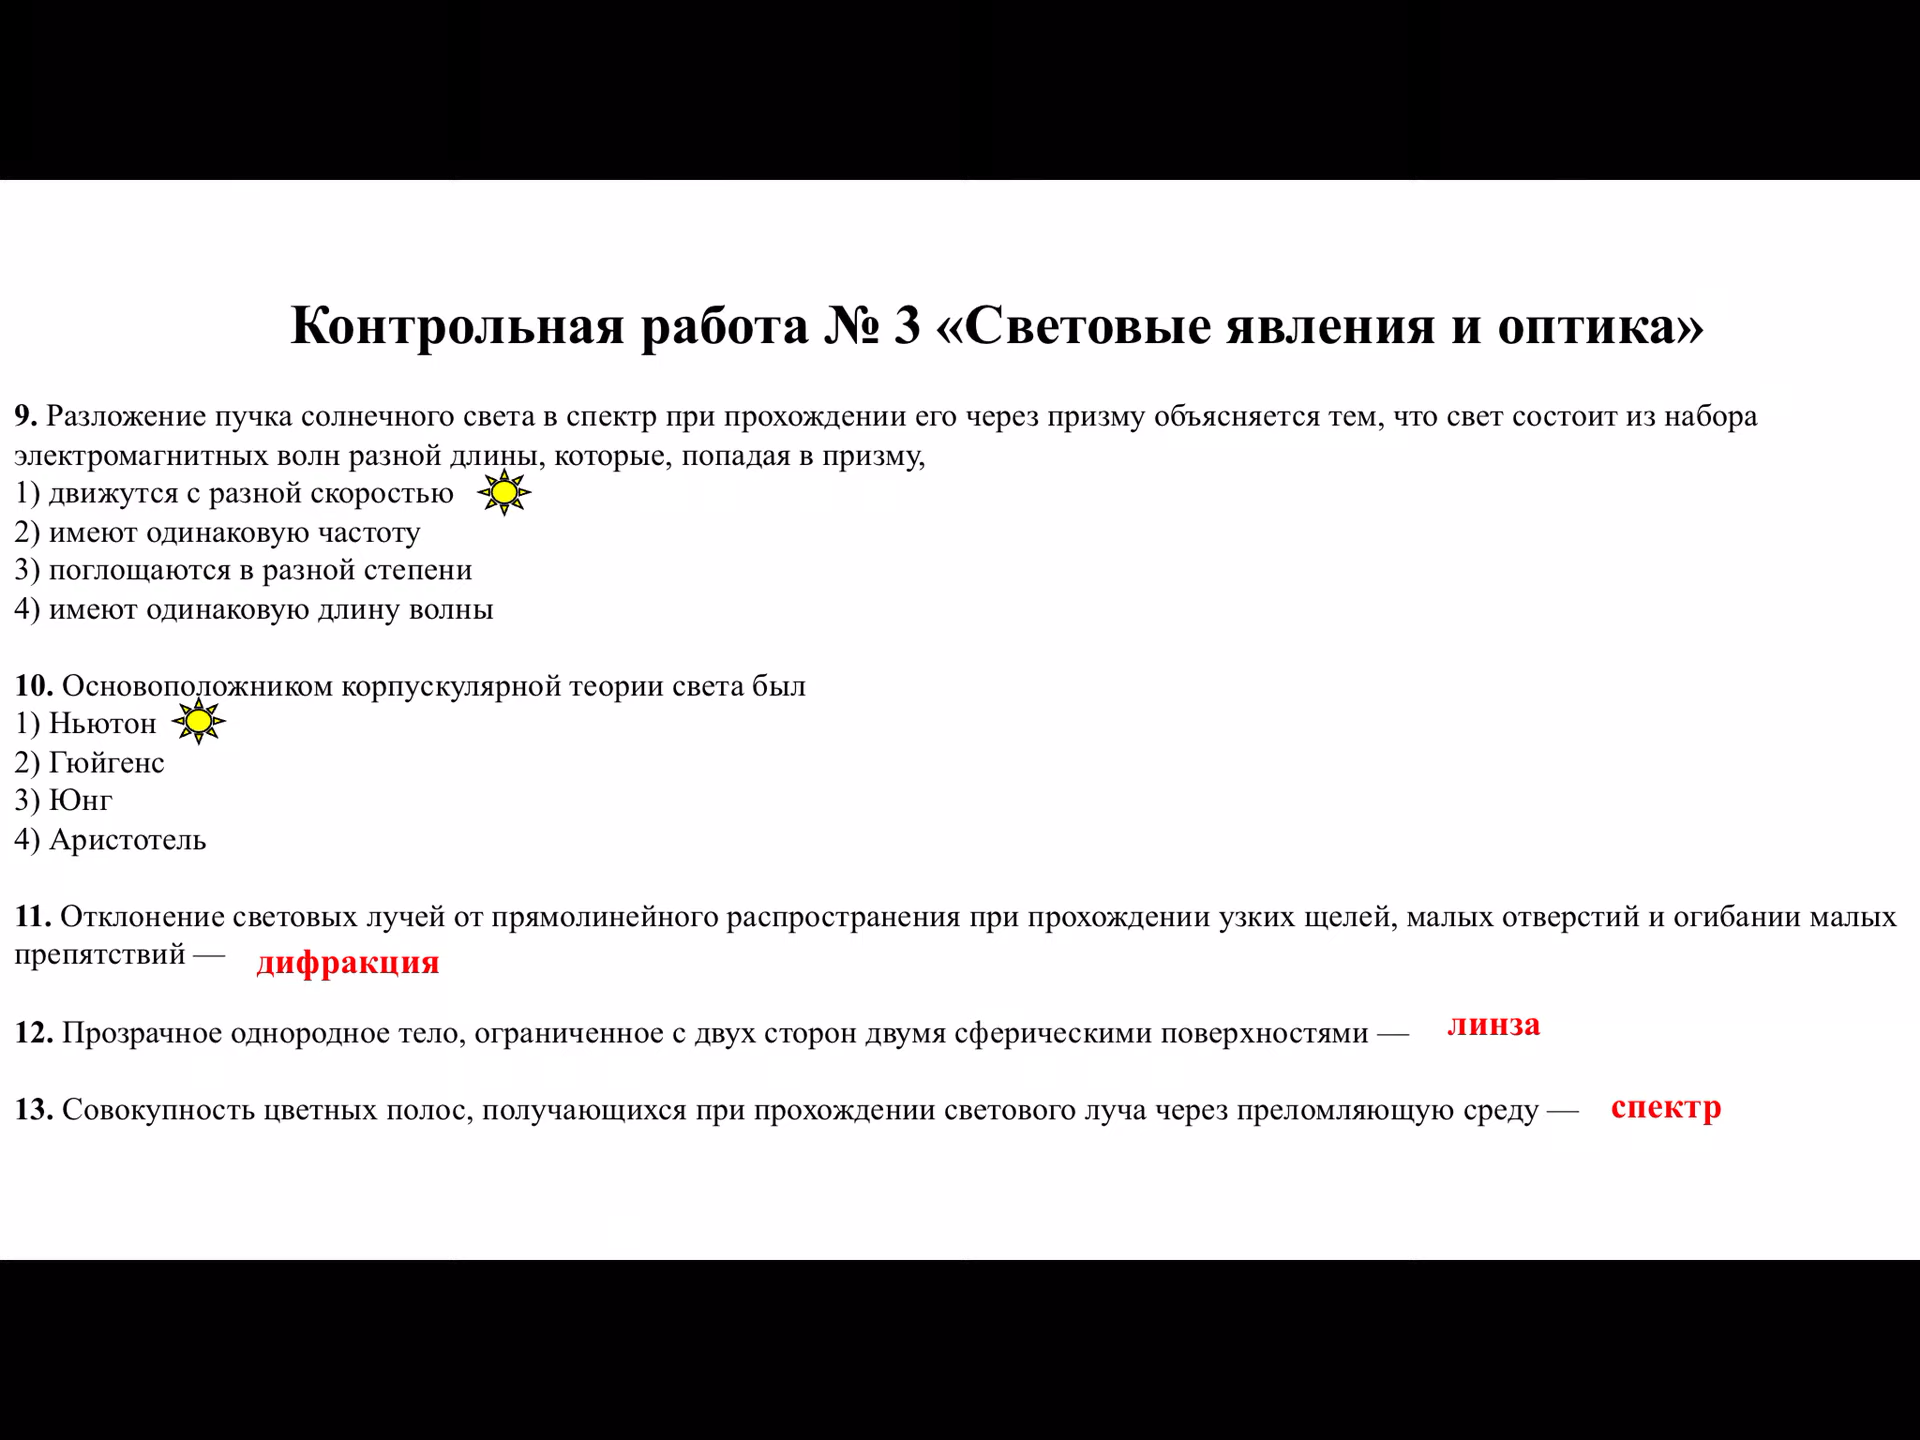 Контрольная работа № 3 «Световые явления и оптика»
9. Разложение пучка солнечного света в спектр при прохождении его через призму объясняется тем, что свет состоит из набора
электромагнитных волн разной длины, которые, попадая в призму,
1) движутся с разной скоростью
2) имеют одинаковую частоту
3) поглощаются в разной степени
4) имеют одинаковую длину волны
10. Основоположником корпускулярной теории света был
1) Ньютон
2) Гюйгенс
3) Юнг
4) Аристотель
11. Отклонение световых лучей от прямолинейного распространения при прохождении узких щелей, малых отверстий и огибании малых
препятствий — дифракция
12. Прозрачное однородное тело, ограниченное с двух сторон двумя сферическими поверхностями — линза
13. Совокупность цветных полос, получающихся при прохождении светового луча через преломляющую среду — спектр